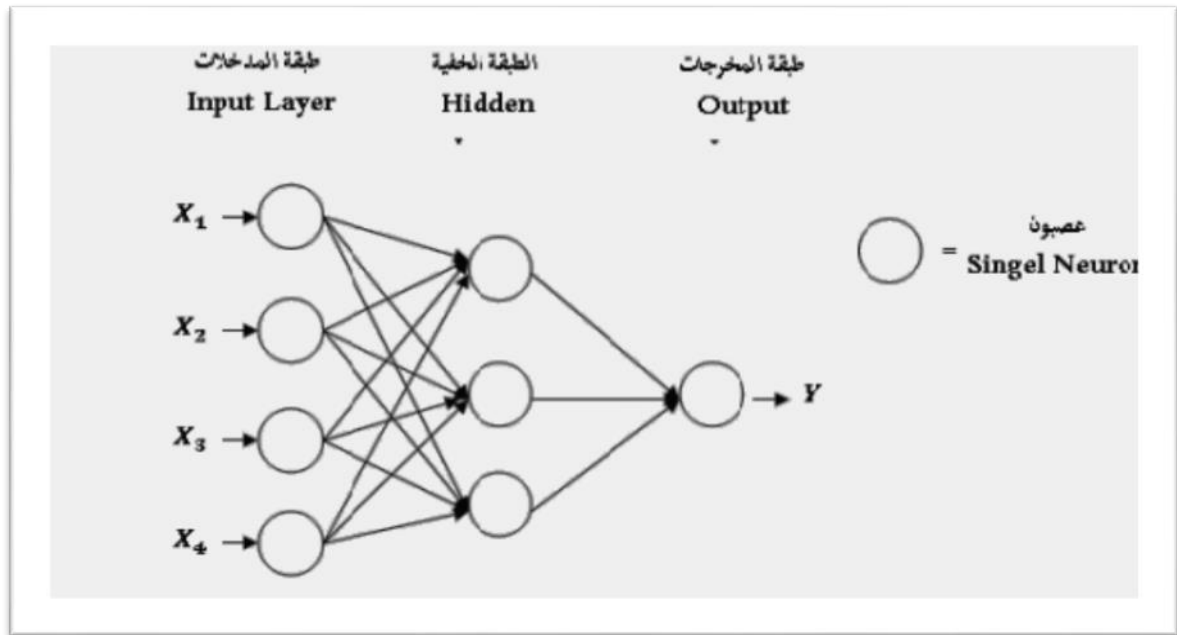 طبقة المدخلات
Input Layer
الطبقة الخفية
Hidden
طبقة المخرجات
Output
X₁
X₂
X₃
X₄
Y
عصبون
= Singel Neuron